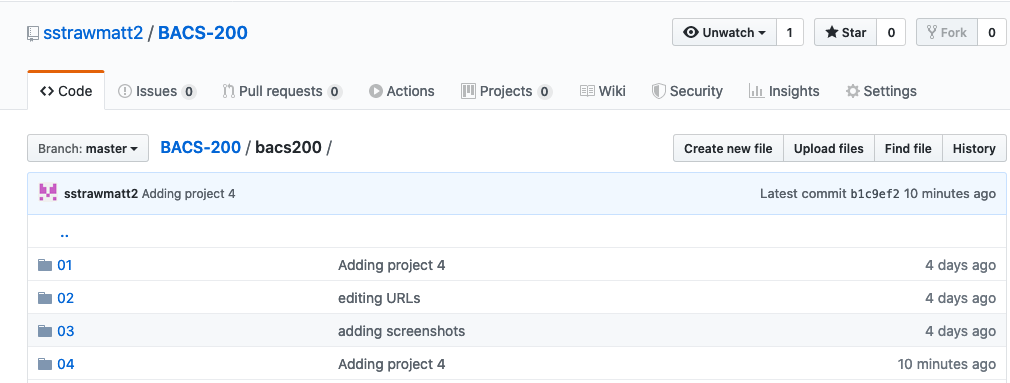 sstrawmatt2 / BACS-200 Unwatch 1 Star 0 Fork 0
Code Issues 0 Pull requests 0 Actions Projects 0 Wiki Security Insights Settings
Branch: master BACS-200 / bacs200 / Create new file Upload files Find file History
sstrawmatt2 Adding project 4 Latest commit b1c9ef2 10 minutes ago
..
01 Adding project 4 4 days ago
02 editing URLs 4 days ago
03 adding screenshots 4 days ago
04 Adding project 4 10 minutes ago